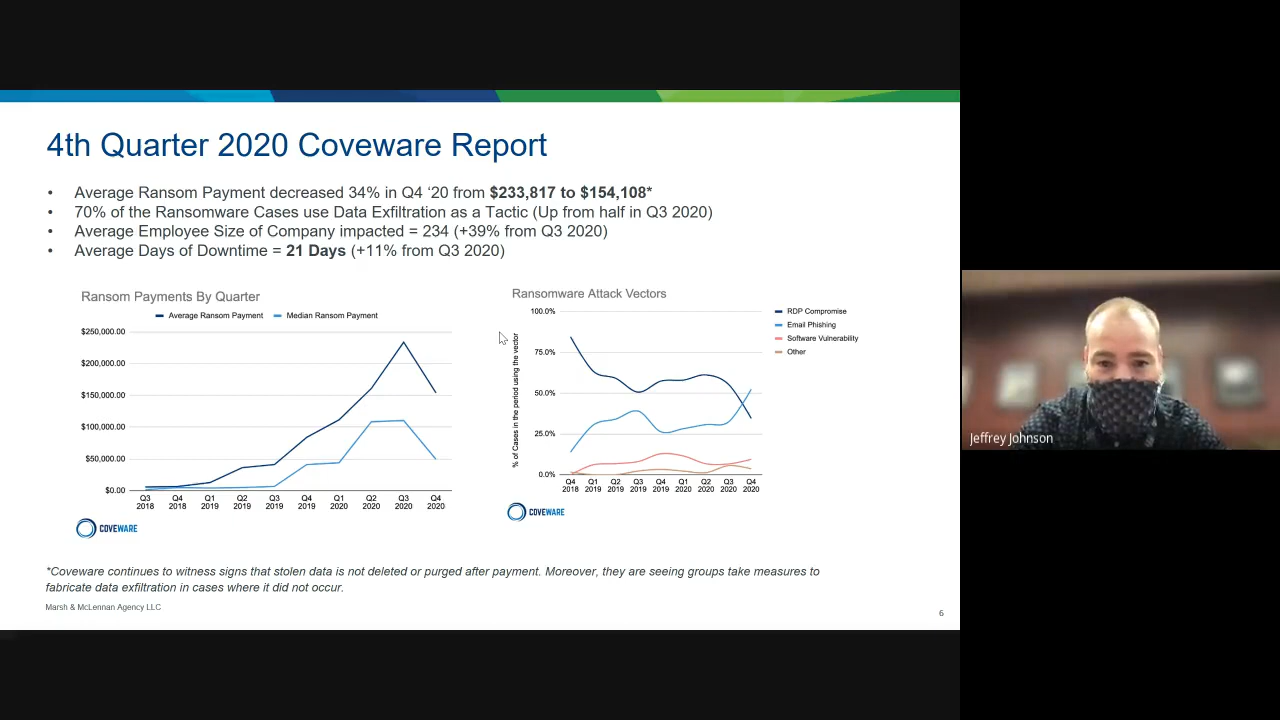 4th Quarter 2020 Coveware Report
• Average Ransom Payment decreased 34% in Q4 ‘20 from $233,817 to $154,108*
• 70% of the Ransomware Cases use Data Exfiltration as a Tactic (Up from half in Q3 2020)
• Average Employee Size of Company impacted = 234 (+39% from Q3 2020)
• Average Days of Downtime = 21 Days (+11% from Q3 2020)
Ransom Payments By Quarter
Average Ransom Payment Median Ransom Payment
$250,000.00
$200,000.00
$150,000.00
$100,000.00
$50,000.00
$0.00
Q3 Q4 Q1 Q2 Q3 Q4 Q1 Q2 Q3 Q4
2018 2018 2019 2019 2019 2019 2020 2020 2020 2020
COVEWARE
Ransomware Attack Vectors
% of Cases in the period using the vector
100.0%
75.0%
50.0%
25.0%
0.0%
Q4 Q1 Q2 Q3 Q4 Q1 Q2 Q3 Q4
2018 2019 2019 2019 2019 2020 2020 2020 2020
RDP Compromise
Email Phishing
Software Vulnerability
Other
COVEWARE
*Coveware continues to witness signs that stolen data is not deleted or purged after payment. Moreover, they are seeing groups take measures to
fabricate data exfiltration in cases where it did not occur.
Marsh & McLennan Agency LLC
6
Jeffrey Johnson